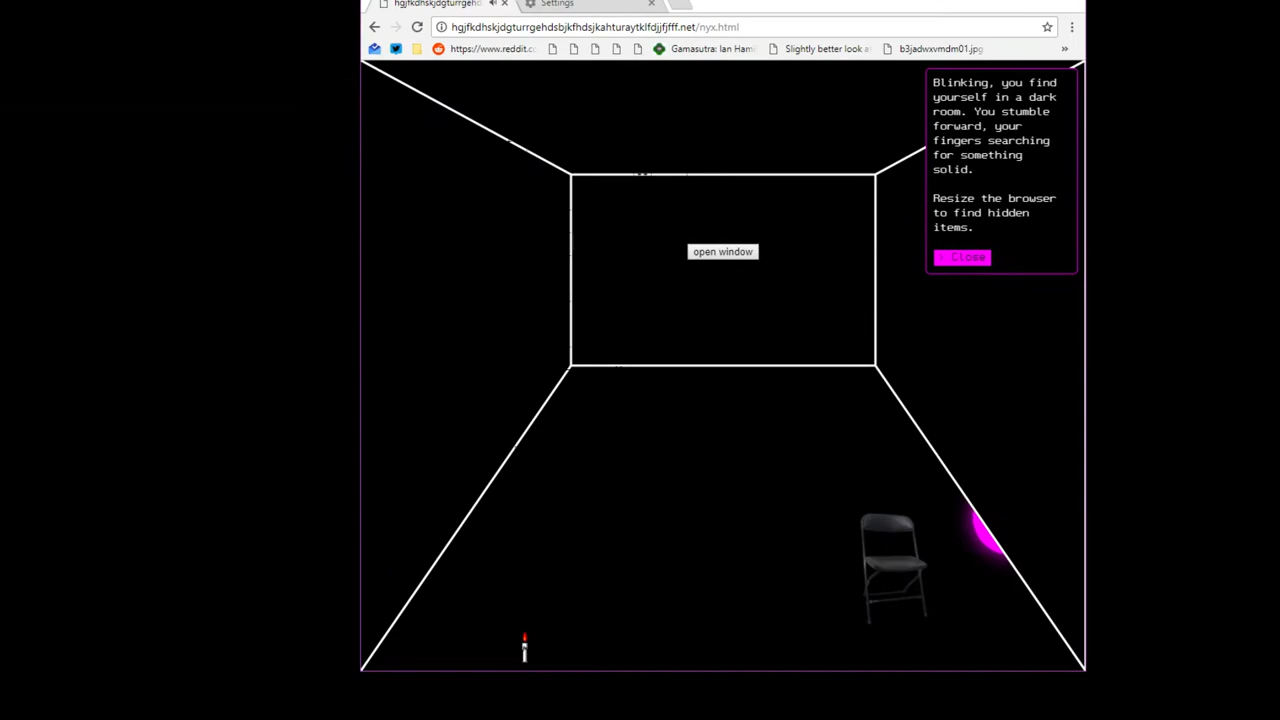 hgjfkdhskjdgturrgehds
Settings
hgjfkdhskjdgturrgehdsbjkfhdsjkahturaytklfdjjfjfff.net/nyx.html
https://www.reddit.c
Gamasutra: Ian Ham
Slightly better look a
b3jadwxvmdm01.jpg
»
Blinking, you find
yourself in a dark
room. You stumble
forward, your
fingers searching
for something
solid.
Resize the browser
to find hidden
items.
> Close
open window